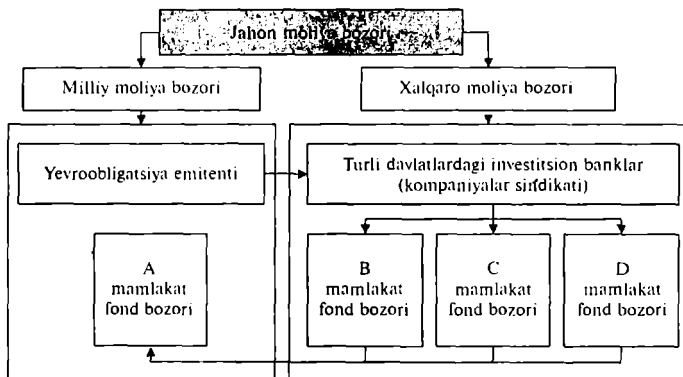 Jahon moliya bozori
Milliy moliya bozori
Xalqaro moliya bozori
Yevroobligatsiya emitenti
Turli davlatlardagi investitsion banklar
(kompaniyalar sindikati)
A
mamlakat
fond bozori
B
mamlakat
fond bozori
C
mamlakat
fond bozori
D
mamlakat
fond bozori